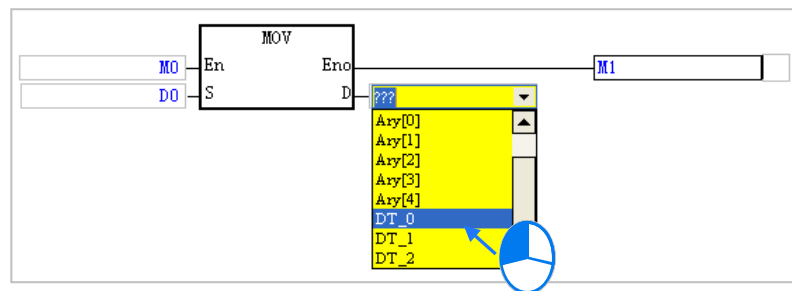 MOV
M0 En Eno M1
D0 S D ???
Ary[0]
Ary[1]
Ary[2]
Ary[3]
Ary[4]
DT_0
DT_1
DT_2